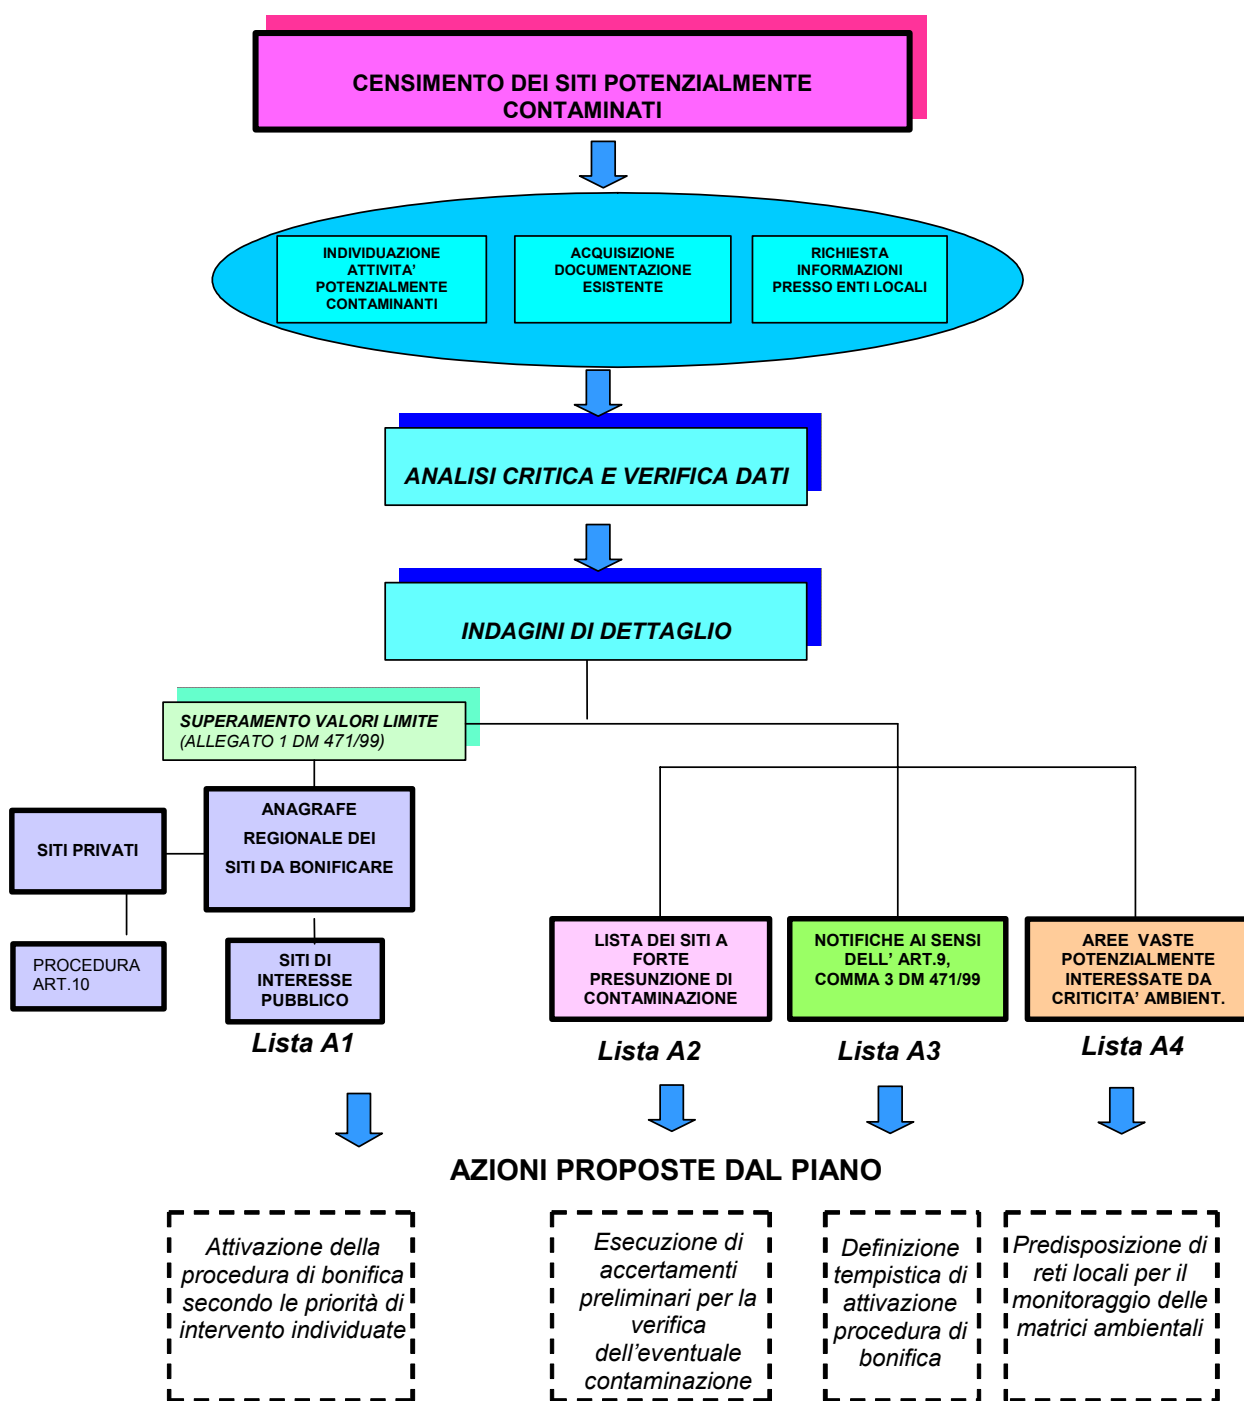 CENSIMENTO DEI SITI POTENZIALMENTE
CONTAMINATI
INDIVIDUAZIONE
ATTIVITA'
POTENZIALMENTE
CONTAMINANTI
ACQUISIZIONE
DOCUMENTAZIONE
ESISTENTE
RICHIESTA
INFORMAZIONI
PRESSO ENTI LOCALI
ANALISI CRITICA E VERIFICA DATI
INDAGINI DI DETTAGLIO
SUPERAMENTO VALORI LIMITE
(ALLEGATO 1 DM 471/99)
SITI PRIVATI
ANAGRAFE
REGIONALE DEI
SITI DA BONIFICARE
PROCEDURA
ART.10
SITI DI
INTERESSE
PUBBLICO
LISTA DEI SITI A
FORTE
PRESUNZIONE DI
CONTAMINAZIONE
NOTIFICHE AI SENSI
DELL' ART.9,
COMMA 3 DM 471/99
AREE VASTE
POTENZIALMENTE
INTERESSATE DA
CRITICITA' AMBIENT.
Lista A1
Lista A2
Lista A3
Lista A4
AZIONI PROPOSTE DAL PIANO
Attivazione della
procedura di bonifica
secondo le priorità di
intervento individuate
Esecuzione di
accertamenti
preliminari per la
verifica
dell'eventuale
contaminazione
Definizione
tempistica di
attivazione
procedura di
bonifica
Predisposizione di
reti locali per il
monitoraggio delle
matrici ambientali